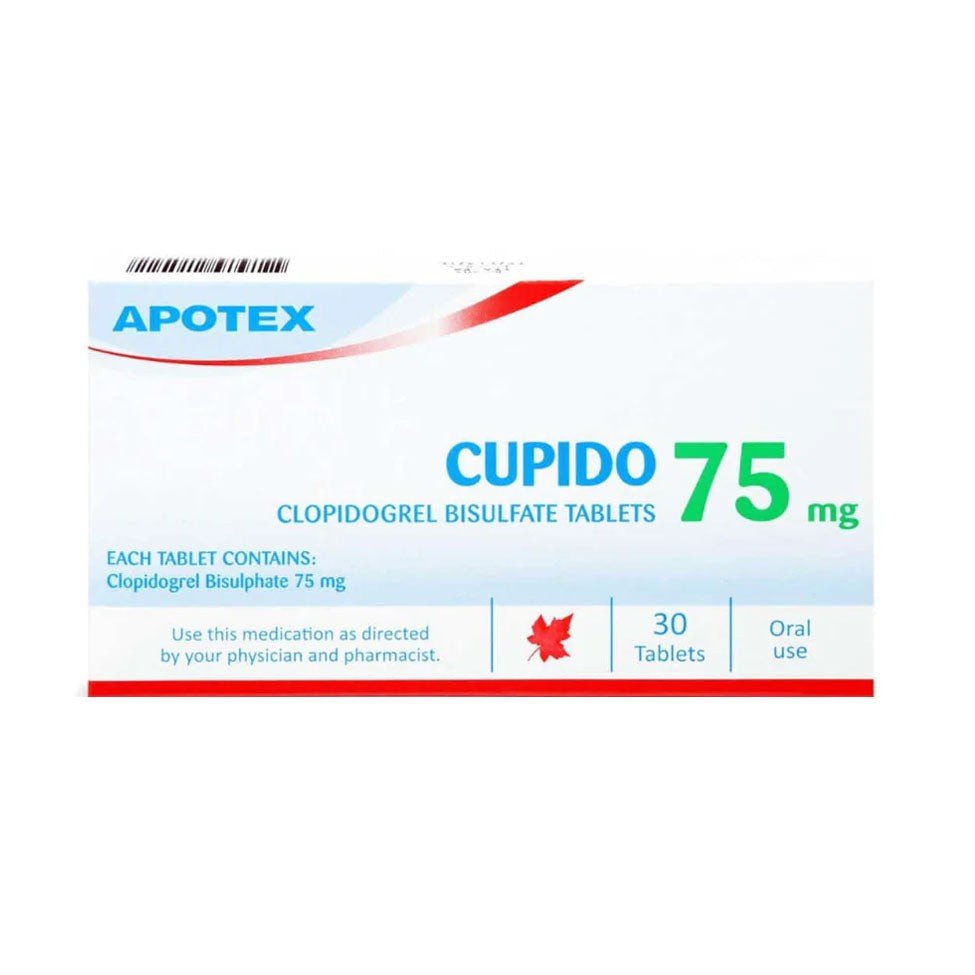 APOTEX
CUPIDO 75 mg
CLOPIDOGREL BISULFATE TABLETS
EACH TABLET CONTAINS:
Clopidogrel Bisulphate 75 mg
Use this medication as directed
by your physician and pharmacist.
30
Tablets
Oral
use